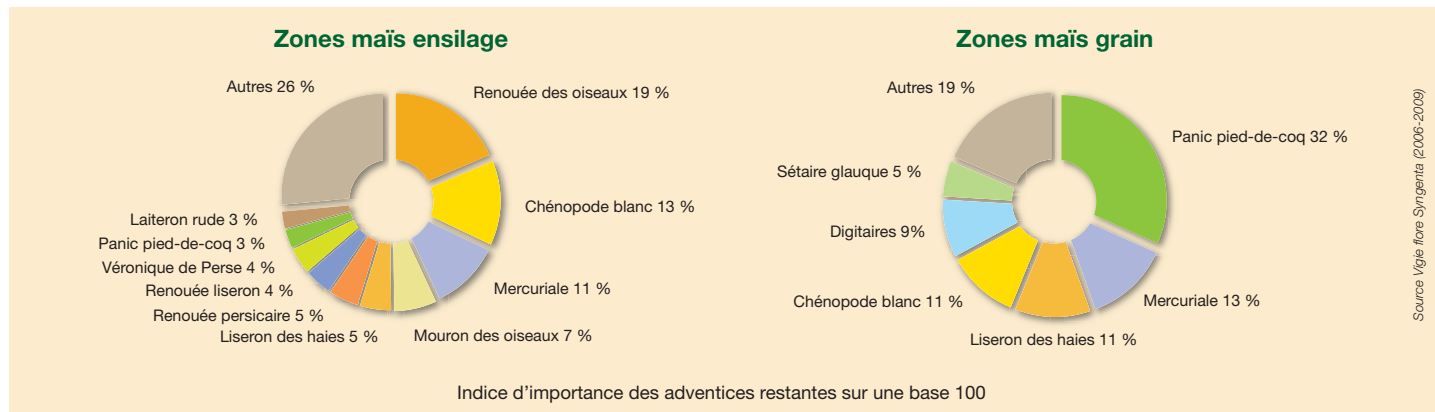 Zones maïs ensilage
Autres 26 %
Renouée des oiseaux 19 %
Chénopode blanc 13 %
Mercuriale 11 %
Mouron des oiseaux 7 %
Liseron des haies 5 %
Renouée persicaire 5 %
Renouée liseron 4 %
Véronique de Perse 4 %
Panic pied-de-coq 3 %
Laiteron rude 3 %
Zones maïs grain
Autres 19 %
Panic pied-de-coq 32 %
Mercuriale 13 %
Liseron des haies 11 %
Chénopode blanc 11 %
Digitaires 9%
Sétaire glauque 5 %
Source Vigie flore Syngenta (2006-2009)
Indice d’importance des adventices restantes sur une base 100